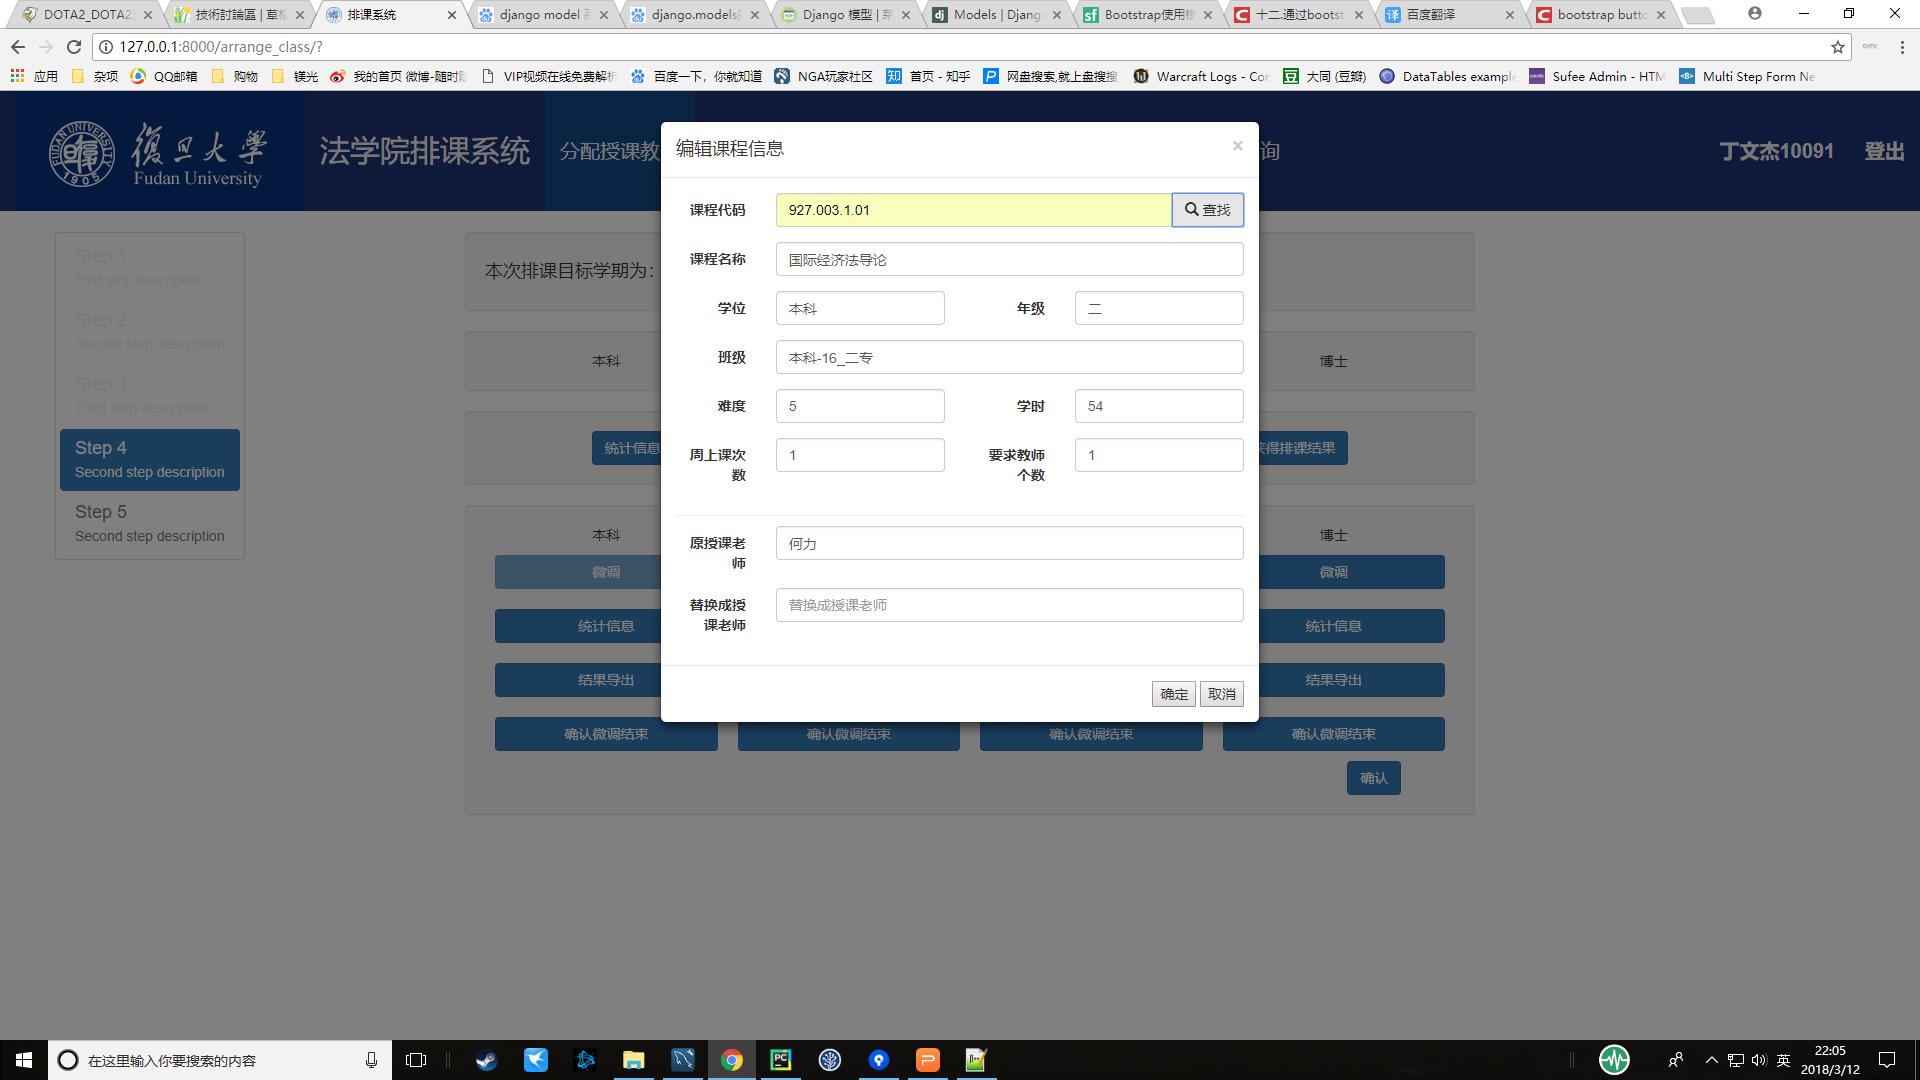 DOTA2_DOTA2
技術討論區 | 草
排课系统
django model
django.models
Django 模型 |
Models | Django
Bootstrap使用
十二.通过bootst
百度翻译
bootstrap butto
127.0.0.1:8000/arrange_class/?
应用
杂项
QQ邮箱
购物
镁光
我的首页 微博-随时
VIP视频在线免费解析
百度一下，你就知道
NGA玩家社区
首页 - 知乎
网盘搜索,就上盘搜搜
Warcraft Logs - Co
大同 (豆瓣)
DataTables example
Sufee Admin - HTM
Multi Step Form Ne
復旦大學
Fudan University
法学院排课系统
分配授课教
询
丁文杰10091
登出
编辑课程信息
×
课程代码
927.003.1.01
查找
课程名称
国际经济法导论
学位
本科
年级
二
班级
本科-16_二专
难度
5
学时
54
周上课次数
1
要求教师个数
1
原授课老师
何力
替换成授课老师
替换成授课老师
确定
取消
Step 1
First step description
Step 2
Second step description
Step 3
Third step description
Step 4
Second step description
Step 5
Second step description
本次排课目标学期为：
本科
博士
统计信息
获得排课结果
本科
博士
微调
微调
统计信息
统计信息
结果导出
结果导出
确认微调结束
确认微调结束
确认微调结束
确认微调结束
确认
在这里输入你要搜索的内容
英
22:05
2018/3/12